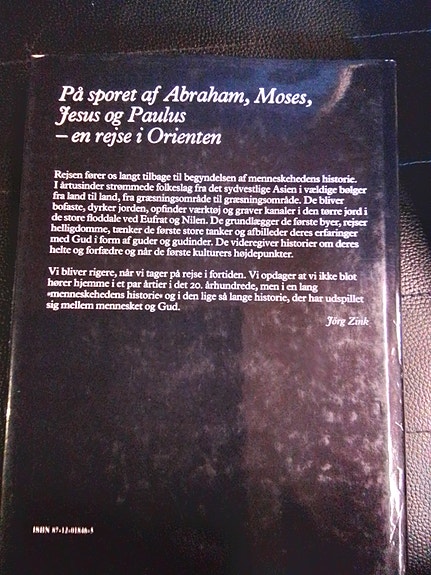 På sporet af Abraham, Moses,
Jesus og Paulus
– en rejse i Orienten
Rejsen fører os langt tilbage til begyndelsen af menneskehedens historie.
I årtusinder strømmede folkeslag fra det sydvestlige Asien i vældige bølger
fra land til land, fra græsningsområde til græsningsområde. De bliver
bofaste, dyrker jorden, opfinder værktøj og graver kanaler i den tørre jord i
de store floddale ved Eufrat og Nilen. De grundlægger de første byer, rejser
helligdomme, tænker de første store tanker og afbilleder deres erfaringer
med Gud i form af guder og gudinder. De videregiver historier om deres
helte og forfædre og når de første kulturers højdepunkter.
Vi bliver rigere, når vi tager på rejse i fortiden. Vi opdager at vi ikke blot
hører hjemme i et par årtier i det 20. århundrede, men i en lang
»menneskehedens historie« og i den lige så lange historie, der har udspillet
sig mellem mennesket og Gud.
Jörg Zink
ISBN 87-12-01846-5